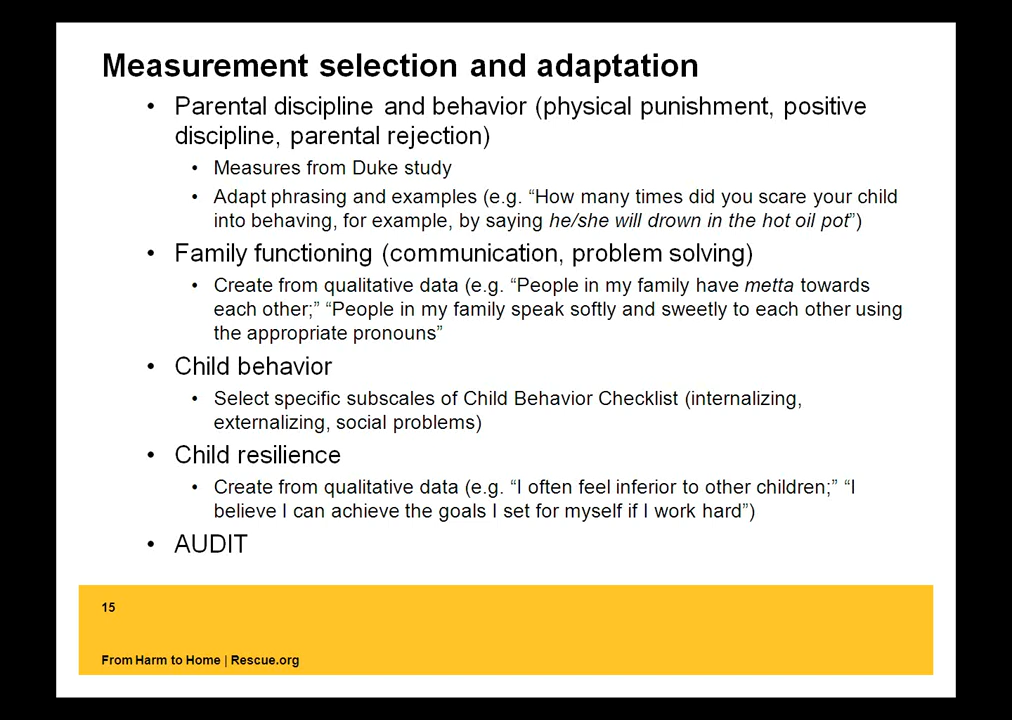 Measurement selection and adaptation
• Parental discipline and behavior (physical punishment, positive
discipline, parental rejection)
• Measures from Duke study
• Adapt phrasing and examples (e.g. “How many times did you scare your child
into behaving, for example, by saying he/she will drown in the hot oil pot”)
• Family functioning (communication, problem solving)
• Create from qualitative data (e.g. “People in my family have metta towards
each other;” “People in my family speak softly and sweetly to each other using
the appropriate pronouns”
• Child behavior
• Select specific subscales of Child Behavior Checklist (internalizing,
externalizing, social problems)
• Child resilience
• Create from qualitative data (e.g. “I often feel inferior to other children;” “I
believe I can achieve the goals I set for myself if I work hard”)
• AUDIT
15
From Harm to Home | Rescue.org